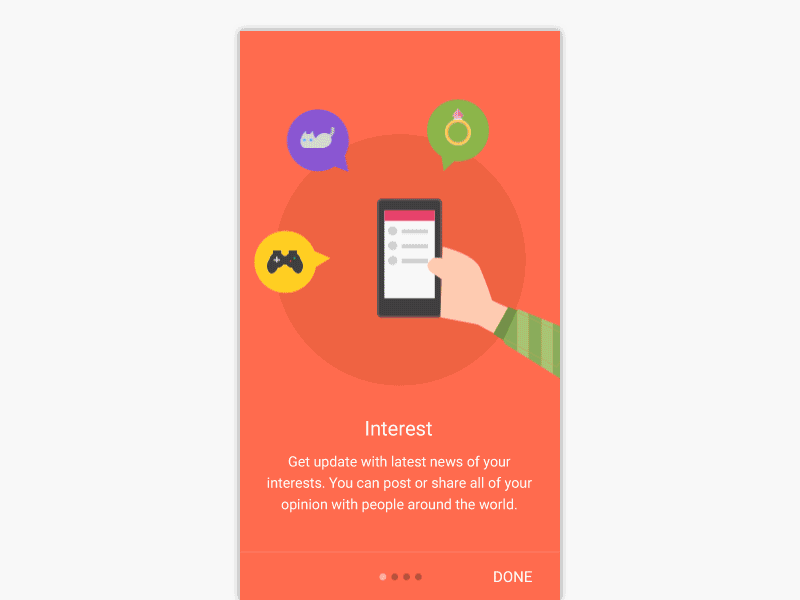 Interest
Get update with latest news of your
interests. You can post or share all of your
opinion with people around the world.
DONE